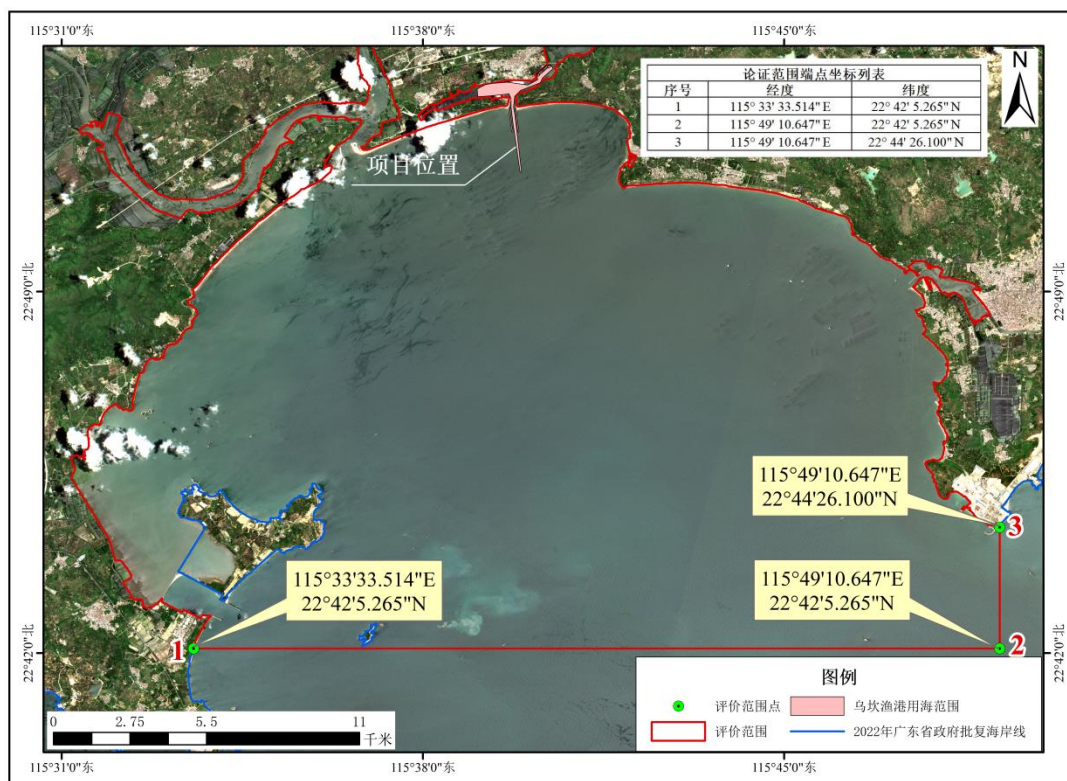 115°31'0"东
115°38'0"东
115°45'0"东
N
论证范围端点坐标列表
序号 经度 纬度
1 115° 33' 33.514" E 22° 42' 5.265" N
2 115° 49' 10.647" E 22° 42' 5.265" N
3 115° 49' 10.647" E 22° 44' 26.100" N
项目位置
22°49'0"北
22°49'0"北
115°49'10.647"E
22°44'26.100"N
3
115°33'33.514"E
22°42'5.265"N
115°49'10.647"E
22°42'5.265"N
1
2
22°42'0"北
22°42'0"北
图例
评价范围点
乌坎渔港用海范围
评价范围
2022年广东省政府批复海岸线
0 2.75 5.5 11
千米
115°31'0"东
115°38'0"东
115°45'0"东